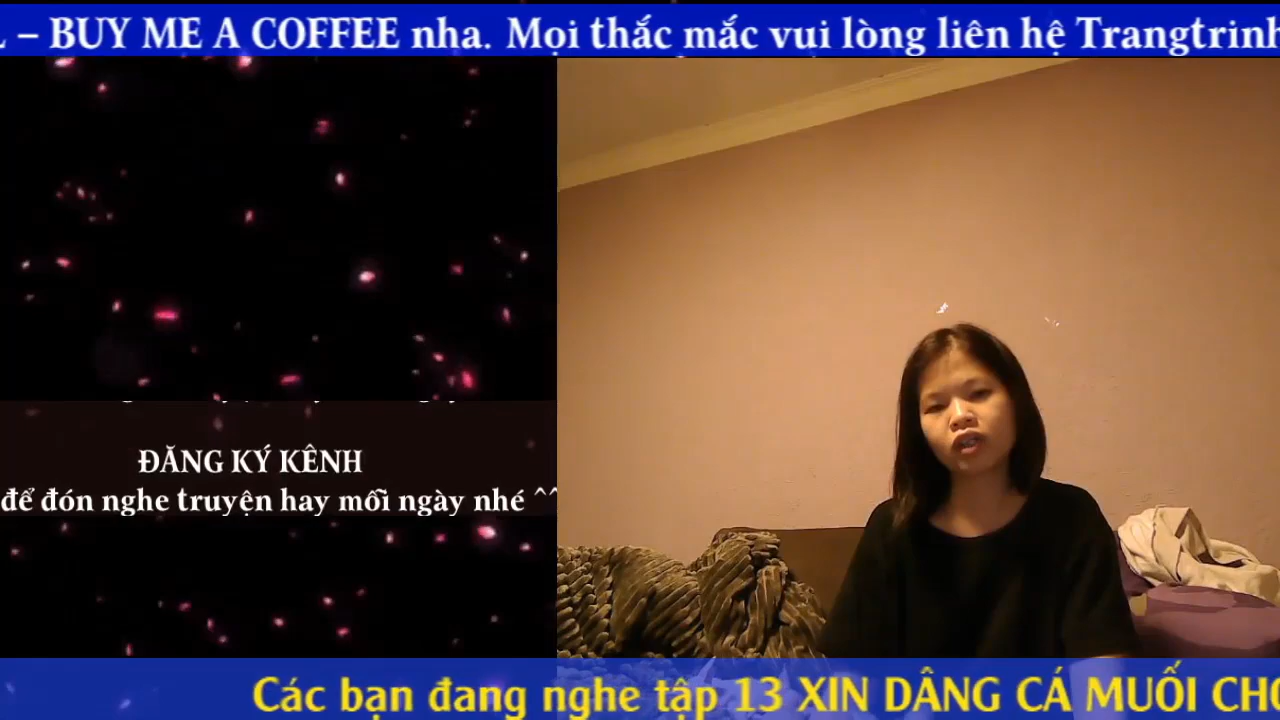 – BUY ME A COFFEE nha. Mọi thắc mắc vui lòng liên hệ Trangtrinh
ĐĂNG KÝ KÊNH
để đón nghe truyện hay mỗi ngày nhé ^^
Các bạn đang nghe tập 13 XIN DÂNG CÁ MUỐI CHO